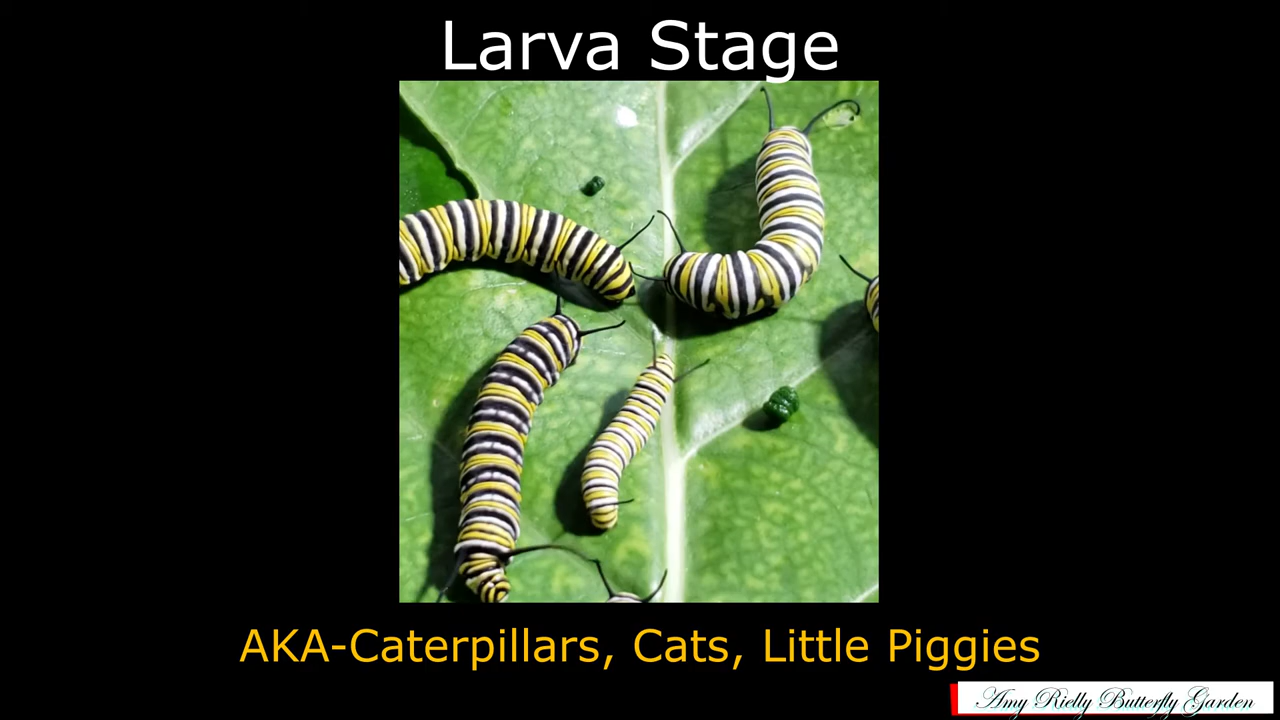 Larva Stage
AKA-Caterpillars, Cats, Little Piggies
Amy Rielly Butterfly Garden